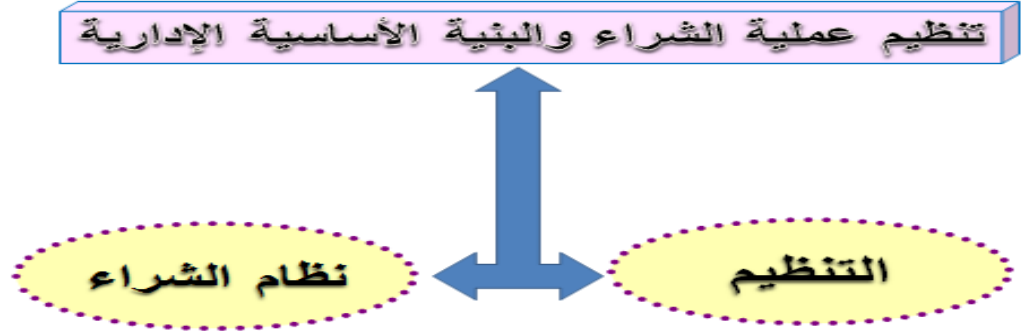 تنظيم عملية الشراء والبنية الأساسية الإدارية
التنظيم
نظام الشراء